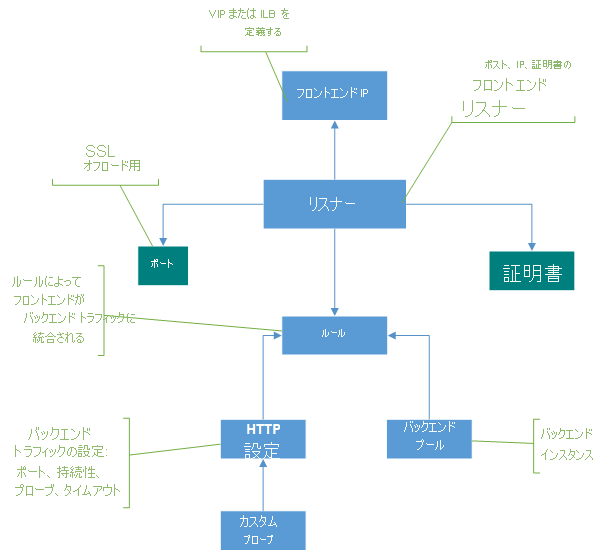 VIP または ILB を
定義する
ポスト、IP、証明書の
フロントエンド
リスナー
フロントエンド IP
SSL
オフロード用
リスナー
ポート
証明書
ルールによって
フロントエンドが
バックエンド トラフィックに
統合される
ルール
バックエンド
トラフィックの設定:
ポート、持続性、
プローブ、タイムアウト
HTTP
設定
バックエンド
プール
バックエンド
インスタンス
カスタム
プローブ